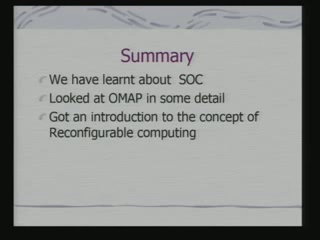 Summary
We have learnt about SOC
Looked at OMAP in some detail
Got an introduction to the concept of
Reconfigurable computing